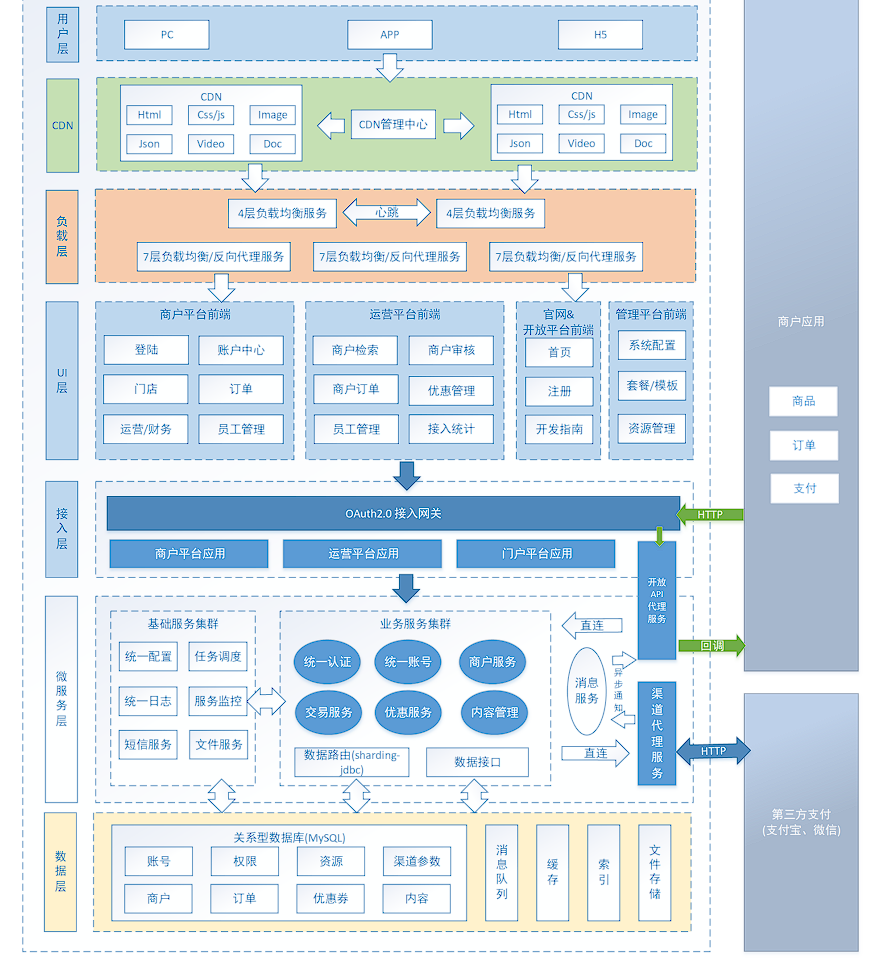 用
户
层
PC
APP
H5
CDN
CDN
Html
Css/js
Image
Json
Video
Doc
CDN管理中心
CDN
Html
Css/js
Image
Json
Video
Doc
负
载
层
4层负载均衡服务
心跳
4层负载均衡服务
7层负载均衡/反向代理服务
7层负载均衡/反向代理服务
7层负载均衡/反向代理服务
UI
层
商户平台前端
登陆
账户中心
门店
订单
运营/财务
员工管理
运营平台前端
商户检索
商户审核
商户订单
优惠管理
员工管理
接入统计
官网&
开放平台前端
首页
注册
开发指南
管理平台前端
系统配置
套餐/模板
资源管理
接
入
层
OAuth2.0 接入网关
商户平台应用
运营平台应用
门户平台应用
HTTP
开放
API
代理
服务
回调
微
服
务
层
基础服务集群
统一配置
任务调度
统一日志
服务监控
短信服务
文件服务
业务服务集群
统一认证
统一账号
商户服务
交易服务
优惠服务
内容管理
数据路由(sharding-
jdbc)
数据接口
直连
消息
服务
异
步
通
知
直连
渠
道
代
理
服
务
HTTP
数
据
层
关系型数据库(MySQL)
账号
权限
资源
渠道参数
商户
订单
优惠券
内容
消
息
队
列
缓
存
索
引
文
件
存
储
商户应用
商品
订单
支付
第三方支付
(支付宝、微信)